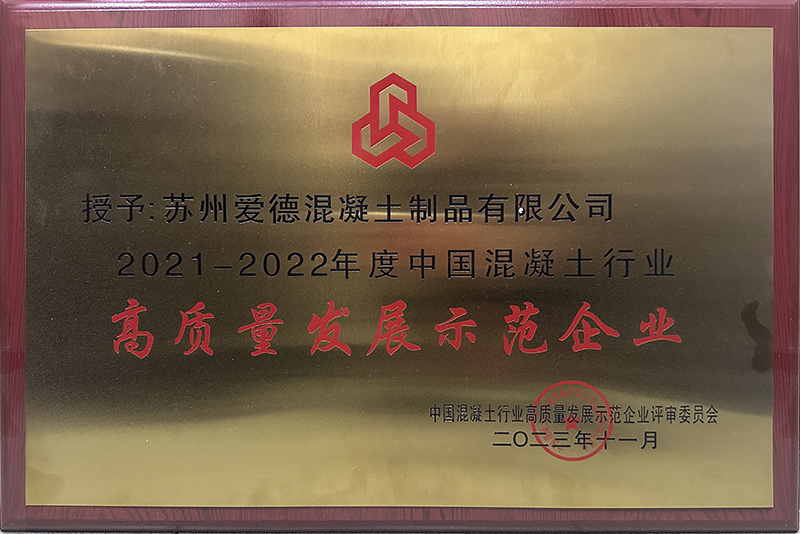 授予:苏州爱德混凝土制品有限公司
2021-2022年度中国混凝土行业
高质量发展示范企业
中国混凝土行业高质量发展示范企业评审委员会
二〇二三年十一月